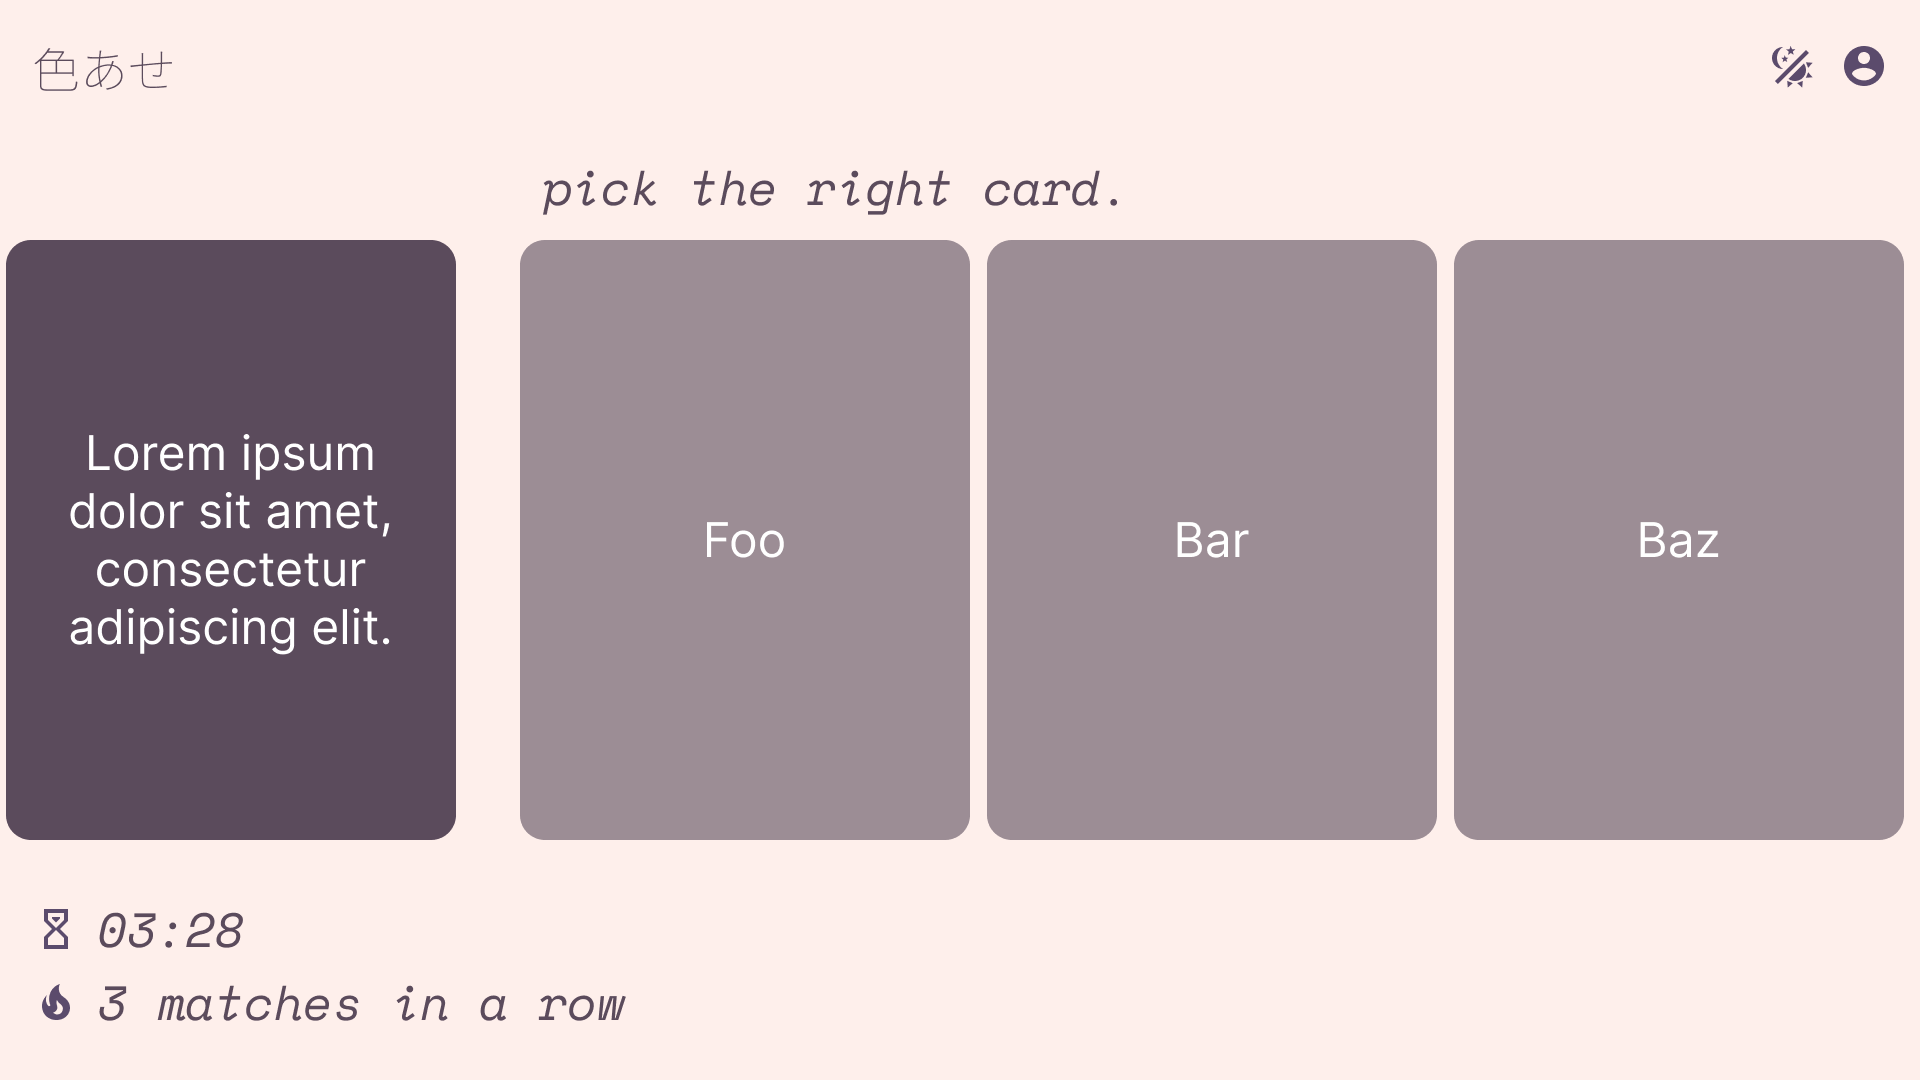 色あせ
pick the right card.
Lorem ipsum
dolor sit amet,
consectetur
adipiscing elit.
Foo
Bar
Baz
03:28
3 matches in a row